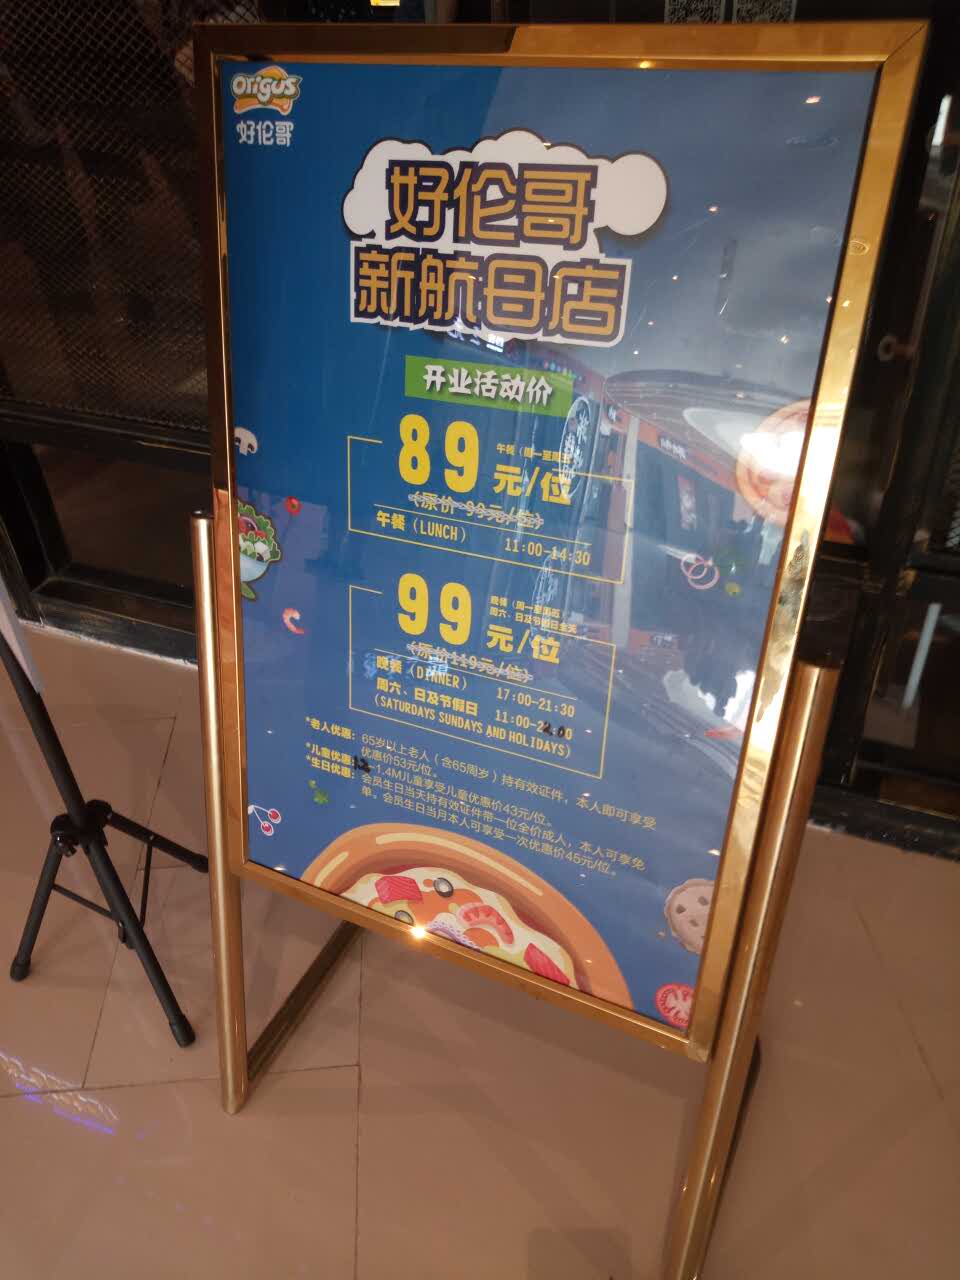 origus
好伦哥
好伦哥
新航母店
开业活动价
89元/位
午餐（周一至周五
（原价 99元/位）
午餐（LUNCH） 11:00-14:30
99元/位
晚餐（周一至周五）
周六、日及节假日全天
（原价119元/位）
晚餐（DINNER） 17:00-21:30
周六、日及节假日 11:00-2
（SATURDAYS SUNDAYS AND HOLIDAYS）
*老人优惠：65岁以上老人（含65周岁）持有效证件，本人即可享受
优惠价53元/位。
*儿童优惠：1.2-1.4M儿童享受儿童优惠价43元/位。
*生日优惠：会员生日当天持有效证件带一位全价成人，本人可享免
单。会员生日当月本人可享受一次优惠价45元/位。